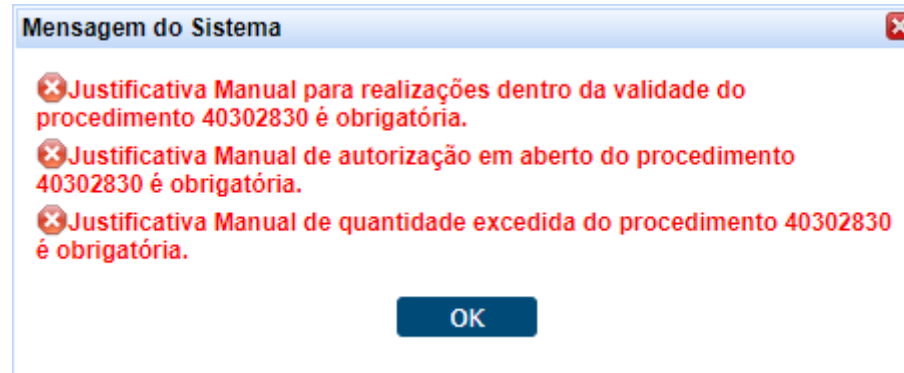 Mensagem do Sistema
Justificativa Manual para realizações dentro da validade do
procedimento 40302830 é obrigatória.
Justificativa Manual de autorização em aberto do procedimento
40302830 é obrigatória.
Justificativa Manual de quantidade excedida do procedimento 40302830
é obrigatória.
OK